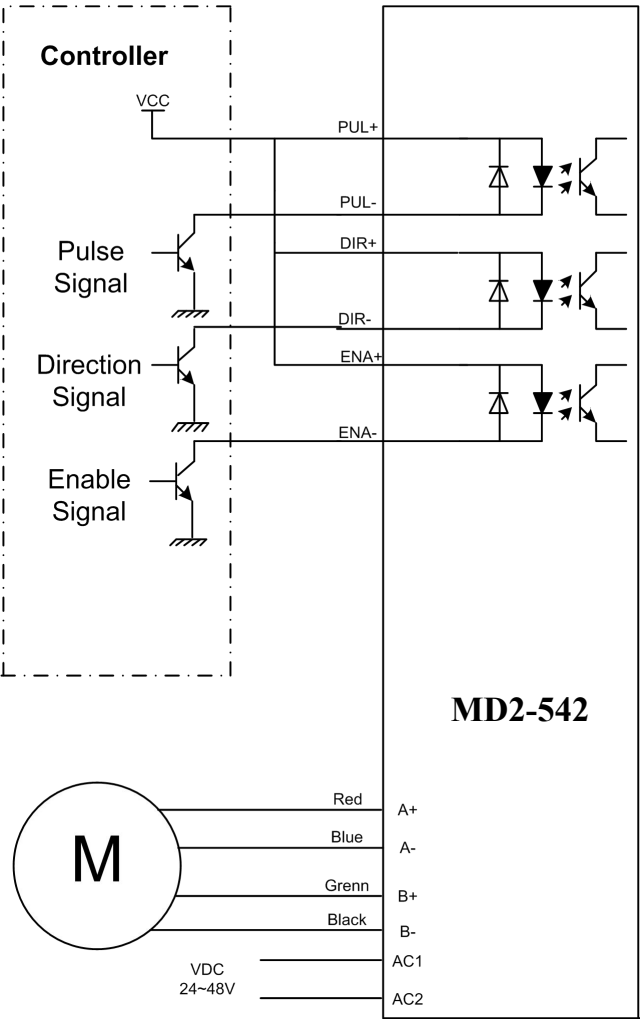 Controller
VCC
PUL+
PUL-
Pulse
Signal
DIR+
DIR-
Direction
Signal
ENA+
ENA-
Enable
Signal
MD2-542
M
Red
A+
Blue
A-
Grenn
B+
Black
B-
VDC
24~48V
AC1
AC2